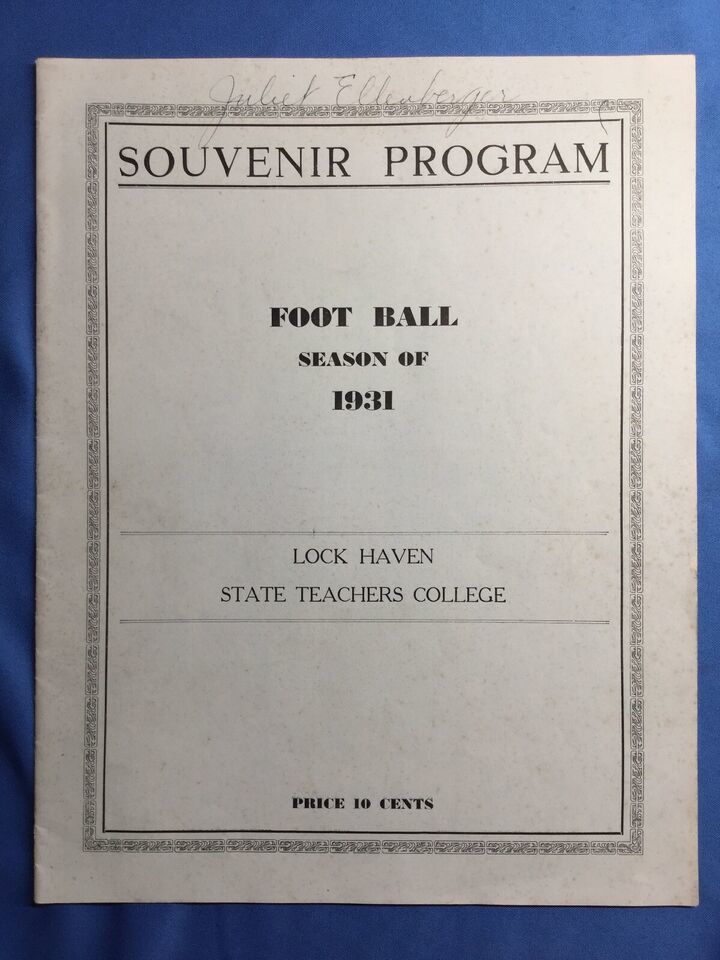 Juliet Ellenberger
SOUVENIR PROGRAM
FOOT BALL
SEASON OF
1931
LOCK HAVEN
STATE TEACHERS COLLEGE
PRICE 10 CENTS